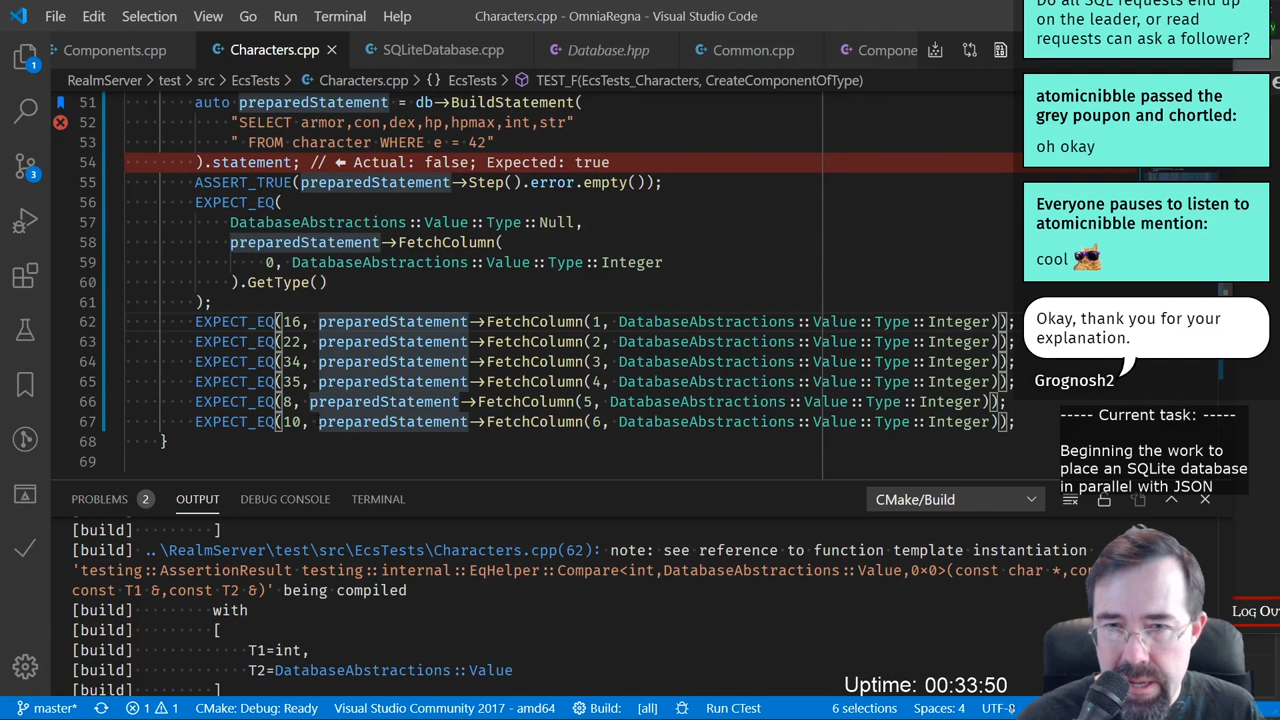 File Edit Selection View Go Run Terminal Help Characters.cpp - OmniaRegna - Visual Studio Code
Components.cpp Characters.cpp SQLiteDatabase.cpp Database.hpp Common.cpp Compone
RealmServer > test > src > EcsTests > Characters.cpp > {} EcsTests > TEST_F(EcsTests_Characters, CreateComponentOfType)
51 auto preparedStatement = db->BuildStatement(
52 "SELECT armor,con,dex,hp,hpmax,int,str"
53 " FROM character WHERE e = 42"
54 ).statement; // ⬅ Actual: false; Expected: true
55 ASSERT_TRUE(preparedStatement->Step().error.empty());
56 EXPECT_EQ(
57 DatabaseAbstractions::Value::Type::Null,
58 preparedStatement->FetchColumn(
59 0, DatabaseAbstractions::Value::Type::Integer
60 ).GetType()
61 );
62 EXPECT_EQ(16, preparedStatement->FetchColumn(1, DatabaseAbstractions::Value::Type::Integer));
63 EXPECT_EQ(22, preparedStatement->FetchColumn(2, DatabaseAbstractions::Value::Type::Integer));
64 EXPECT_EQ(34, preparedStatement->FetchColumn(3, DatabaseAbstractions::Value::Type::Integer));
65 EXPECT_EQ(35, preparedStatement->FetchColumn(4, DatabaseAbstractions::Value::Type::Integer));
66 EXPECT_EQ(8, preparedStatement->FetchColumn(5, DatabaseAbstractions::Value::Type::Integer));
67 EXPECT_EQ(10, preparedStatement->FetchColumn(6, DatabaseAbstractions::Value::Type::Integer));
68 }
69
PROBLEMS 2 OUTPUT DEBUG CONSOLE TERMINAL CMake/Build
[build] ]
[build] ..\RealmServer\test\src\EcsTests\Characters.cpp(62): note: see reference to function template instantiation
'testing::AssertionResult testing::internal::EqHelper::Compare<int,DatabaseAbstractions::Value,0x0>(const char *,con
const T1 &,const T2 &)' being compiled
[build] with
[build] [
[build] T1=int,
[build] T2=DatabaseAbstractions::Value
[build] ]
master* 1 1 CMake: Debug: Ready Visual Studio Community 2017 - amd64 Build: [all] Run CTest 6 selections Spaces: 4 UTF-8
1
3
Do all SQL requests end up
on the leader, or read
requests can ask a follower?
atomicnibble passed the
grey poupon and chortled:
oh okay
Everyone pauses to listen to
atomicnibble mention:
cool
Okay, thank you for your
explanation.
Grognosh2
----- Current task: -----
Beginning the work to
place an SQLite database
in parallel with JSON
Log Ou
Uptime: 00:33:50